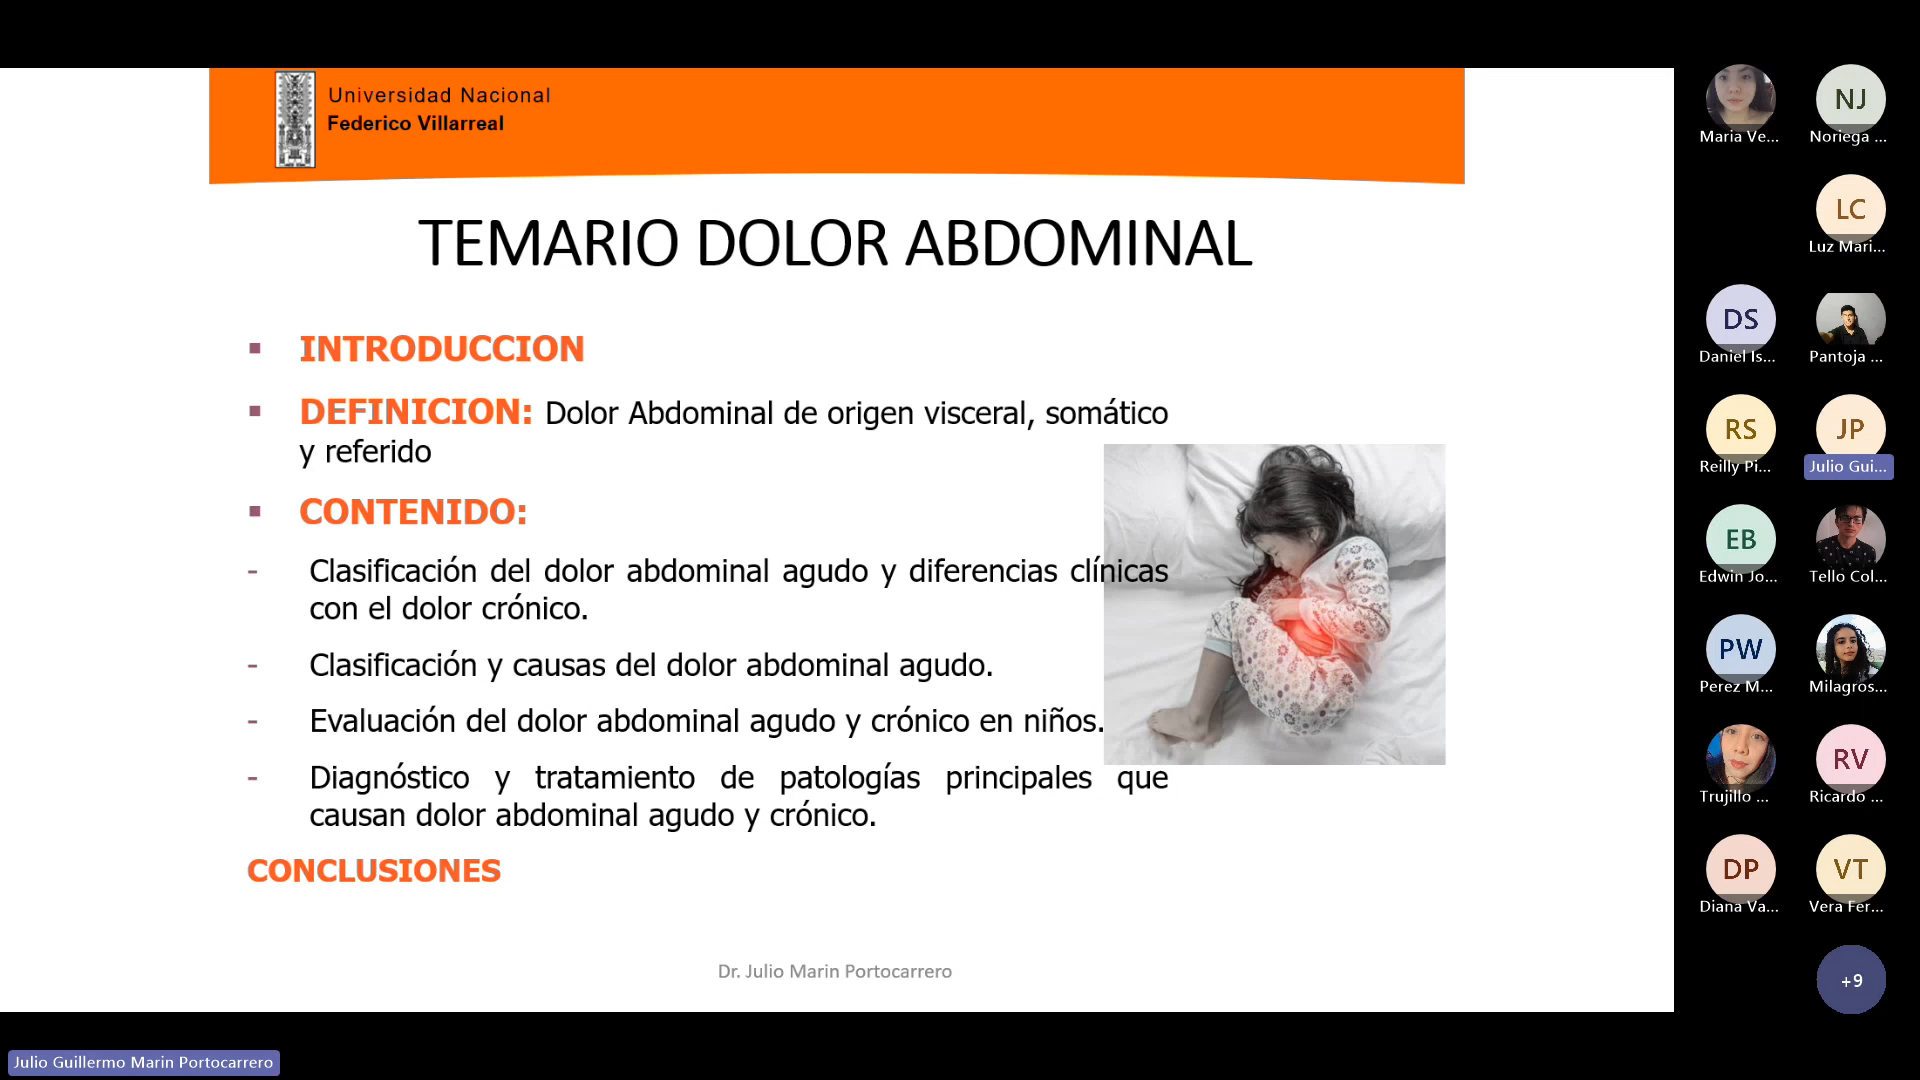 Universidad Nacional
Federico Villarreal
TEMARIO DOLOR ABDOMINAL
▪ INTRODUCCION
▪ DEFINICION: Dolor Abdominal de origen visceral, somático
y referido
▪ CONTENIDO:
- Clasificación del dolor abdominal agudo y diferencias clínicas
con el dolor crónico.
- Clasificación y causas del dolor abdominal agudo.
- Evaluación del dolor abdominal agudo y crónico en niños.
- Diagnóstico y tratamiento de patologías principales que
causan dolor abdominal agudo y crónico.
CONCLUSIONES
Dr. Julio Marin Portocarrero
Maria Ve...
NJ
Noriega ...
LC
Luz Mari...
DS
Daniel Is...
Pantoja ...
RS
Reilly Pi...
JP
Julio Gui...
EB
Edwin Jo...
Tello Col...
PW
Perez M...
Milagros...
Trujillo ...
RV
Ricardo ...
DP
Diana Va...
VT
Vera Fer...
+9
Julio Guillermo Marin Portocarrero